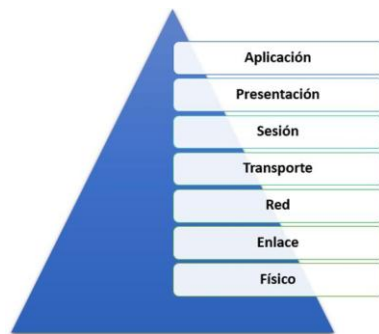 Aplicación
Presentación
Sesión
Transporte
Red
Enlace
Físico